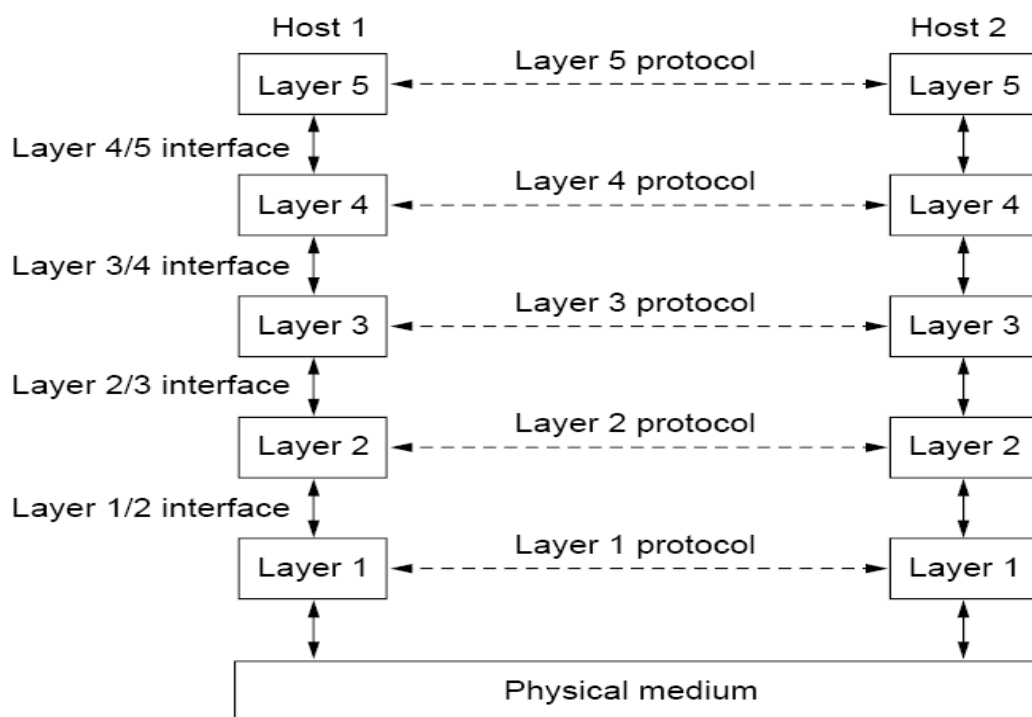 Host 1
Host 2
Layer 5
Layer 5 protocol
Layer 5
Layer 4/5 interface
Layer 4
Layer 4 protocol
Layer 4
Layer 3/4 interface
Layer 3
Layer 3 protocol
Layer 3
Layer 2/3 interface
Layer 2
Layer 2 protocol
Layer 2
Layer 1/2 interface
Layer 1
Layer 1 protocol
Layer 1
Physical medium